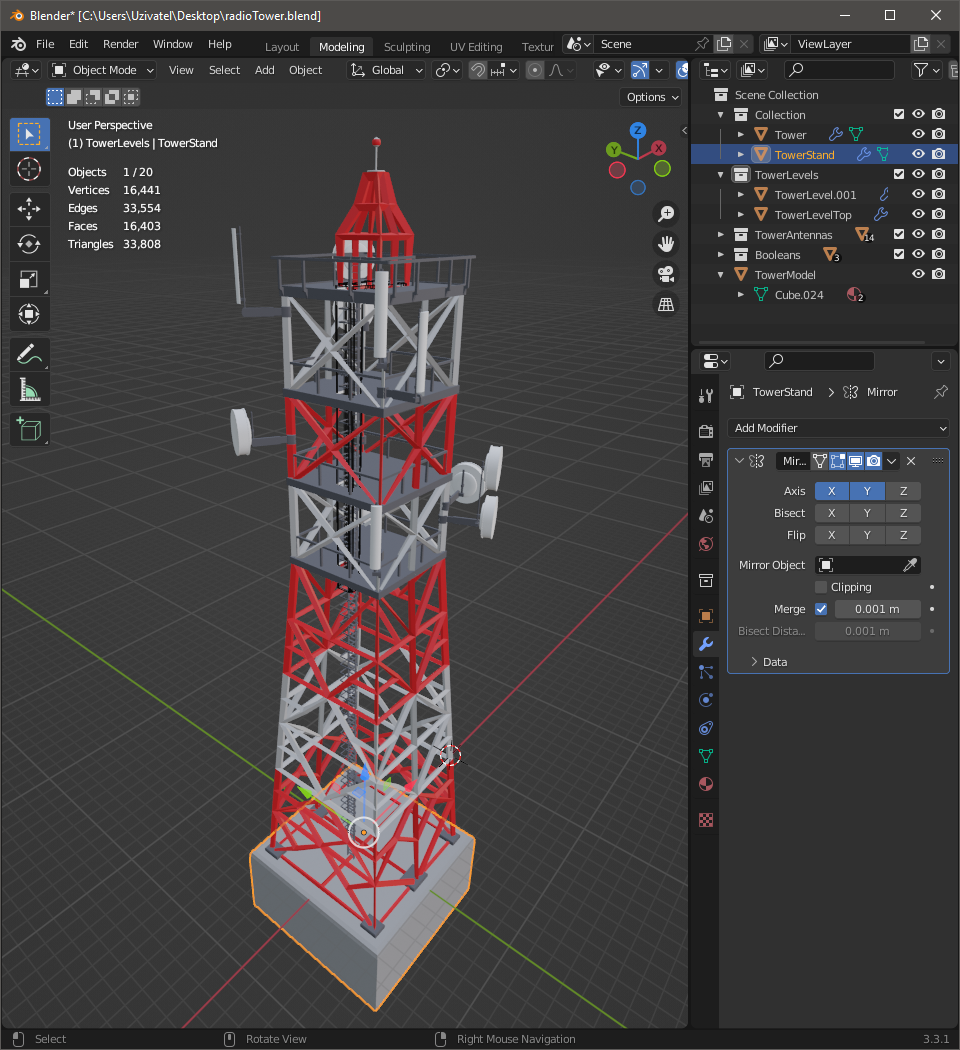 Blender* [C:\Users\Uzivatel\Desktop\radioTower.blend]
File Edit Render Window Help Layout Modeling Sculpting UV Editing Textur Scene ViewLayer
Object Mode View Select Add Object Global
Options
User Perspective
(1) TowerLevels | TowerStand
Objects 1 / 20
Vertices 16,441
Edges 33,554
Faces 16,403
Triangles 33,808
Z
Y
X
Scene Collection
Collection
Tower
TowerStand
TowerLevels
TowerLevel.001
TowerLevelTop
TowerAntennas 14
Booleans 3
TowerModel
Cube.024 2
TowerStand > Mirror
Add Modifier
Mir...
Axis X Y Z
Bisect X Y Z
Flip X Y Z
Mirror Object
Clipping
Merge 0.001 m
Bisect Dista... 0.001 m
Data
Select Rotate View Right Mouse Navigation 3.3.1